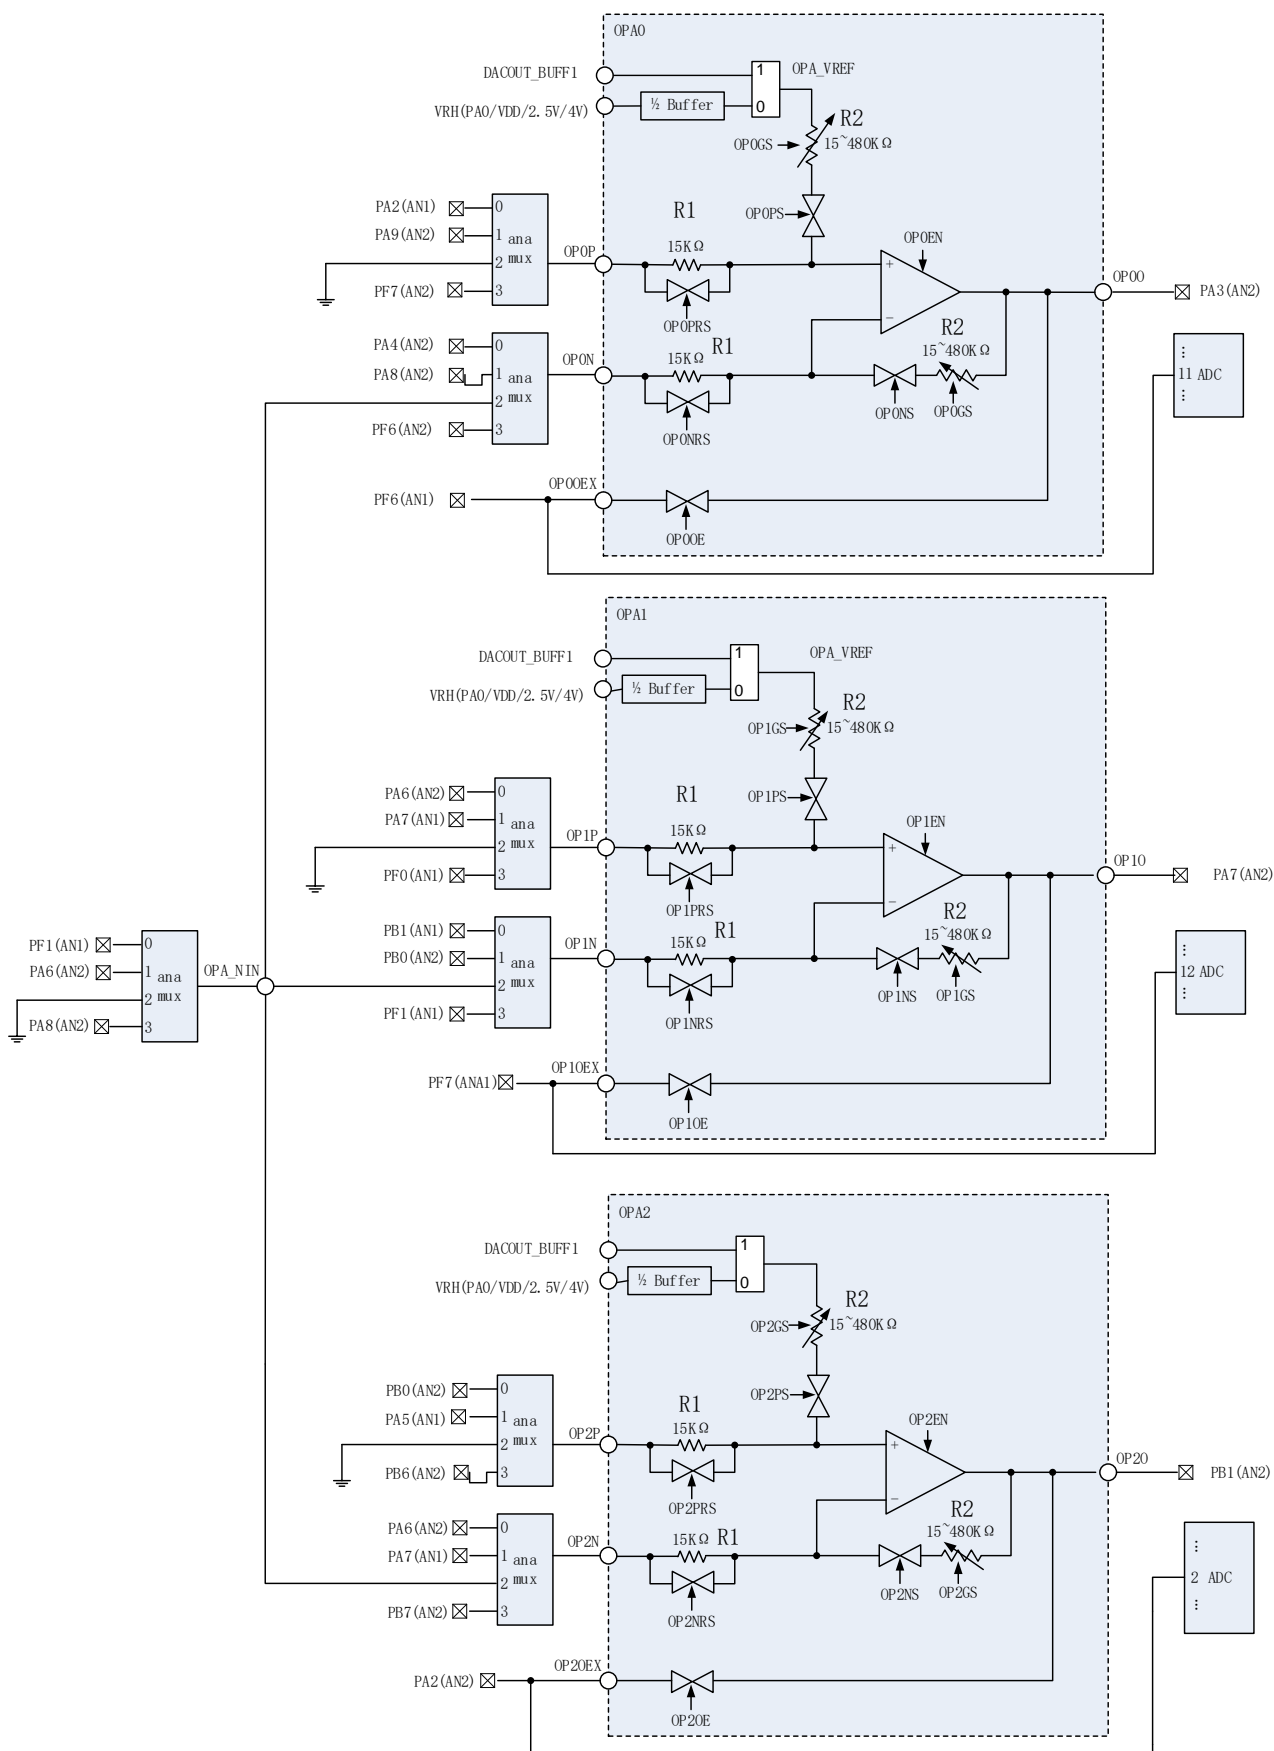 OPA0
DACOUT_BUFF1
1
OPA_VREF
VRH(PA0/VDD/2.5V/4V)
½ Buffer
0
R2
15~480KΩ
OP0GS
PA2(AN1)
0
PA9(AN2)
1
ana
mux
2
PF7(AN2)
3
OP0P
R1
15KΩ
OP0PRS
OP0PS
OP0EN
+
−
OP0O
PA3(AN2)
PA4(AN2)
0
PA8(AN2)
1
ana
mux
2
PF6(AN2)
3
OP0N
R1
15KΩ
OP0NRS
R2
15~480KΩ
OP0NS
OP0GS
...
11 ADC
...
PF6(AN1)
OP0OEX
OP0OE
OPA1
DACOUT_BUFF1
1
OPA_VREF
VRH(PA0/VDD/2.5V/4V)
½ Buffer
0
R2
15~480KΩ
OP1GS
PA6(AN2)
0
PA7(AN1)
1
ana
mux
2
PF0(AN1)
3
OP1P
R1
15KΩ
OP1PRS
OP1PS
OP1EN
+
−
OP1O
PA7(AN2)
PB1(AN1)
0
PB0(AN2)
1
ana
mux
2
PF1(AN1)
3
OP1N
R1
15KΩ
OP1NRS
R2
15~480KΩ
OP1NS
OP1GS
...
12 ADC
...
PF1(AN1)
0
PA6(AN2)
1
ana
mux
2
PA8(AN2)
3
OPA_NIN
PF7(ANA1)
OP1OEX
OP1OE
OPA2
DACOUT_BUFF1
1
VRH(PA0/VDD/2.5V/4V)
½ Buffer
0
R2
15~480KΩ
OP2GS
PB0(AN2)
0
PA5(AN1)
1
ana
mux
2
PB6(AN2)
3
OP2P
R1
15KΩ
OP2PRS
OP2PS
OP2EN
+
−
OP2O
PB1(AN2)
PA6(AN2)
0
PA7(AN1)
1
ana
mux
2
PB7(AN2)
3
OP2N
R1
15KΩ
OP2NRS
R2
15~480KΩ
OP2NS
OP2GS
...
2 ADC
...
PA2(AN2)
OP2OEX
OP2OE